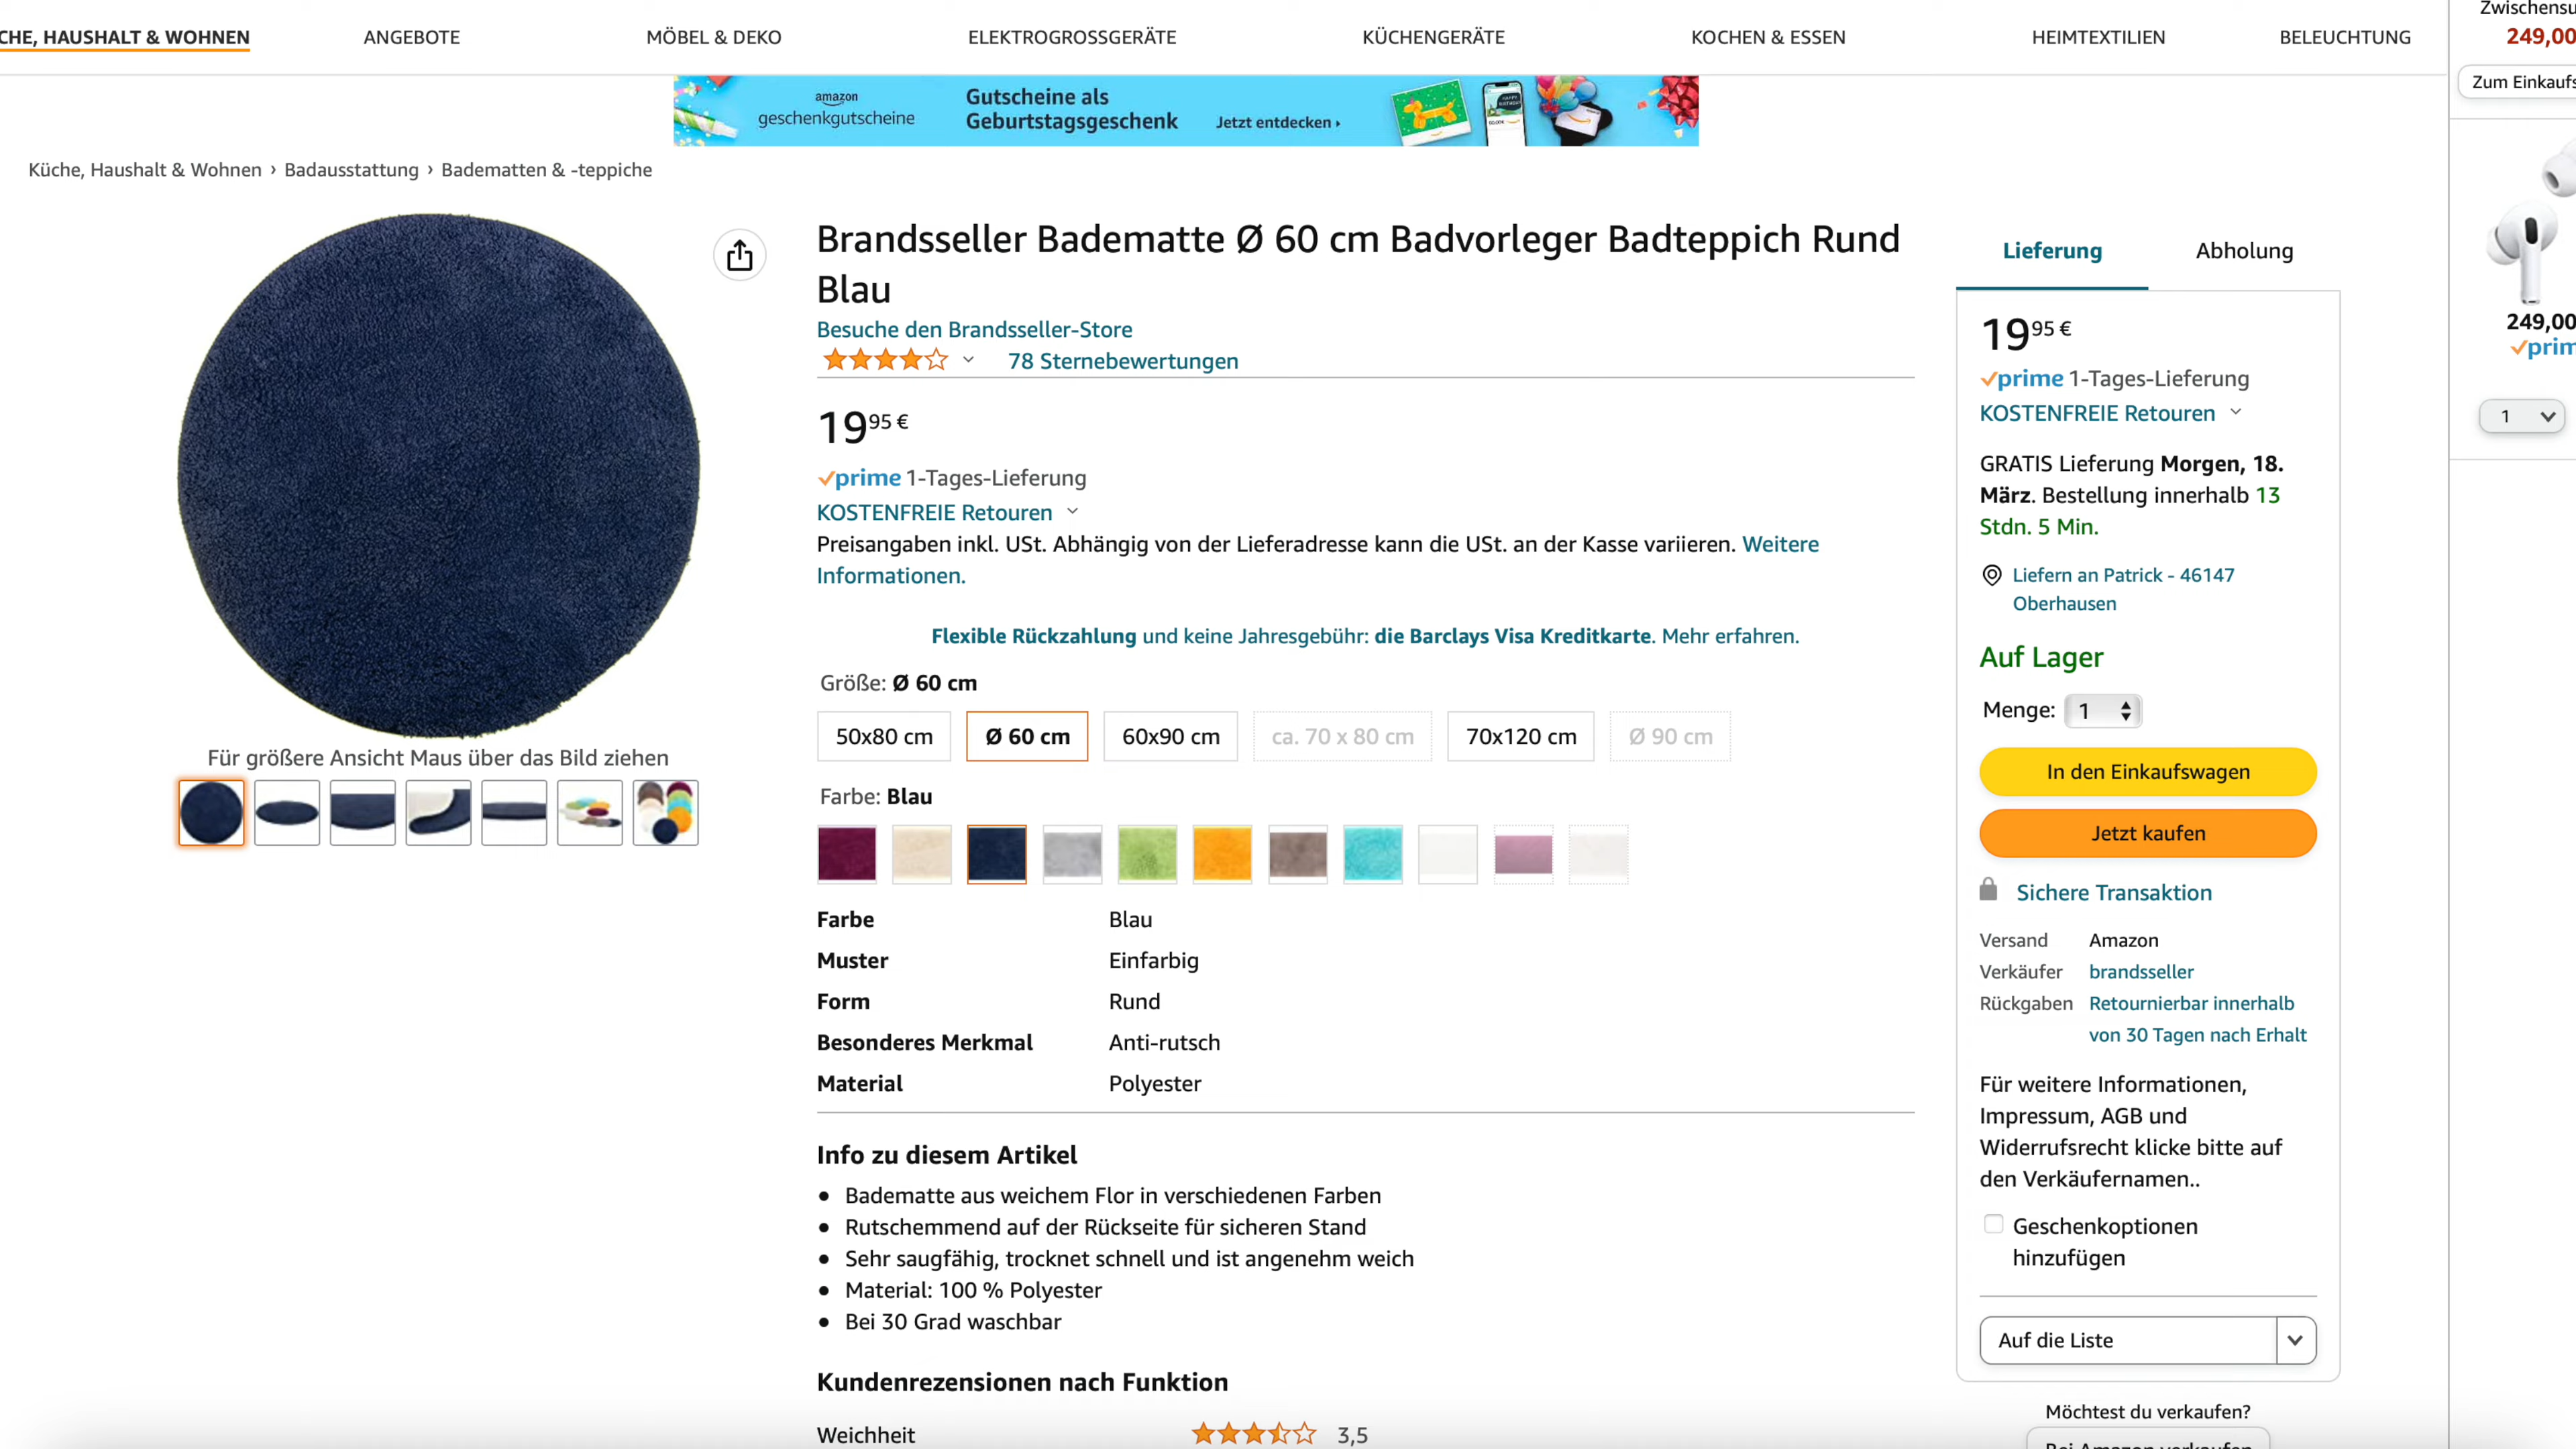 CHE, HAUSHALT & WOHNEN
ANGEBOTE
MÖBEL & DEKO
ELEKTROGROSSGERÄTE
KÜCHENGERÄTE
KOCHEN & ESSEN
HEIMTEXTILIEN
BELEUCHTUNG
amazon
geschenkgutscheine
Gutscheine als
Geburtstagsgeschenk
Jetzt entdecken ›
Küche, Haushalt & Wohnen › Badausstattung › Badematten & -teppiche
Für größere Ansicht Maus über das Bild ziehen
Brandsseller Badematte Ø 60 cm Badvorleger Badteppich Rund
Blau
Besuche den Brandsseller-Store
78 Sternebewertungen
19 95 €
prime 1-Tages-Lieferung
KOSTENFREIE Retouren
Preisangaben inkl. USt. Abhängig von der Lieferadresse kann die USt. an der Kasse variieren. Weitere
Informationen.
Flexible Rückzahlung und keine Jahresgebühr: die Barclays Visa Kreditkarte. Mehr erfahren.
Größe: Ø 60 cm
50x80 cm
Ø 60 cm
60x90 cm
ca. 70 x 80 cm
70x120 cm
Ø 90 cm
Farbe: Blau
Farbe Blau
Muster Einfarbig
Form Rund
Besonderes Merkmal Anti-rutsch
Material Polyester
Info zu diesem Artikel
• Badematte aus weichem Flor in verschiedenen Farben
• Rutschemmend auf der Rückseite für sicheren Stand
• Sehr saugfähig, trocknet schnell und ist angenehm weich
• Material: 100 % Polyester
• Bei 30 Grad waschbar
Kundenrezensionen nach Funktion
Weichheit 3,5
Lieferung
Abholung
19 95 €
prime 1-Tages-Lieferung
KOSTENFREIE Retouren
GRATIS Lieferung Morgen, 18.
März. Bestellung innerhalb 13
Stdn. 5 Min.
Liefern an Patrick - 46147
Oberhausen
Auf Lager
Menge: 1
In den Einkaufswagen
Jetzt kaufen
Sichere Transaktion
Versand Amazon
Verkäufer brandsseller
Rückgaben Retournierbar innerhalb
von 30 Tagen nach Erhalt
Für weitere Informationen,
Impressum, AGB und
Widerrufsrecht klicke bitte auf
den Verkäufernamen..
Geschenkoptionen
hinzufügen
Auf die Liste
Möchtest du verkaufen?
Bei Amazon verkaufen
Zwischensu
249,00
Zum Einkaufs
249,00
prim
1